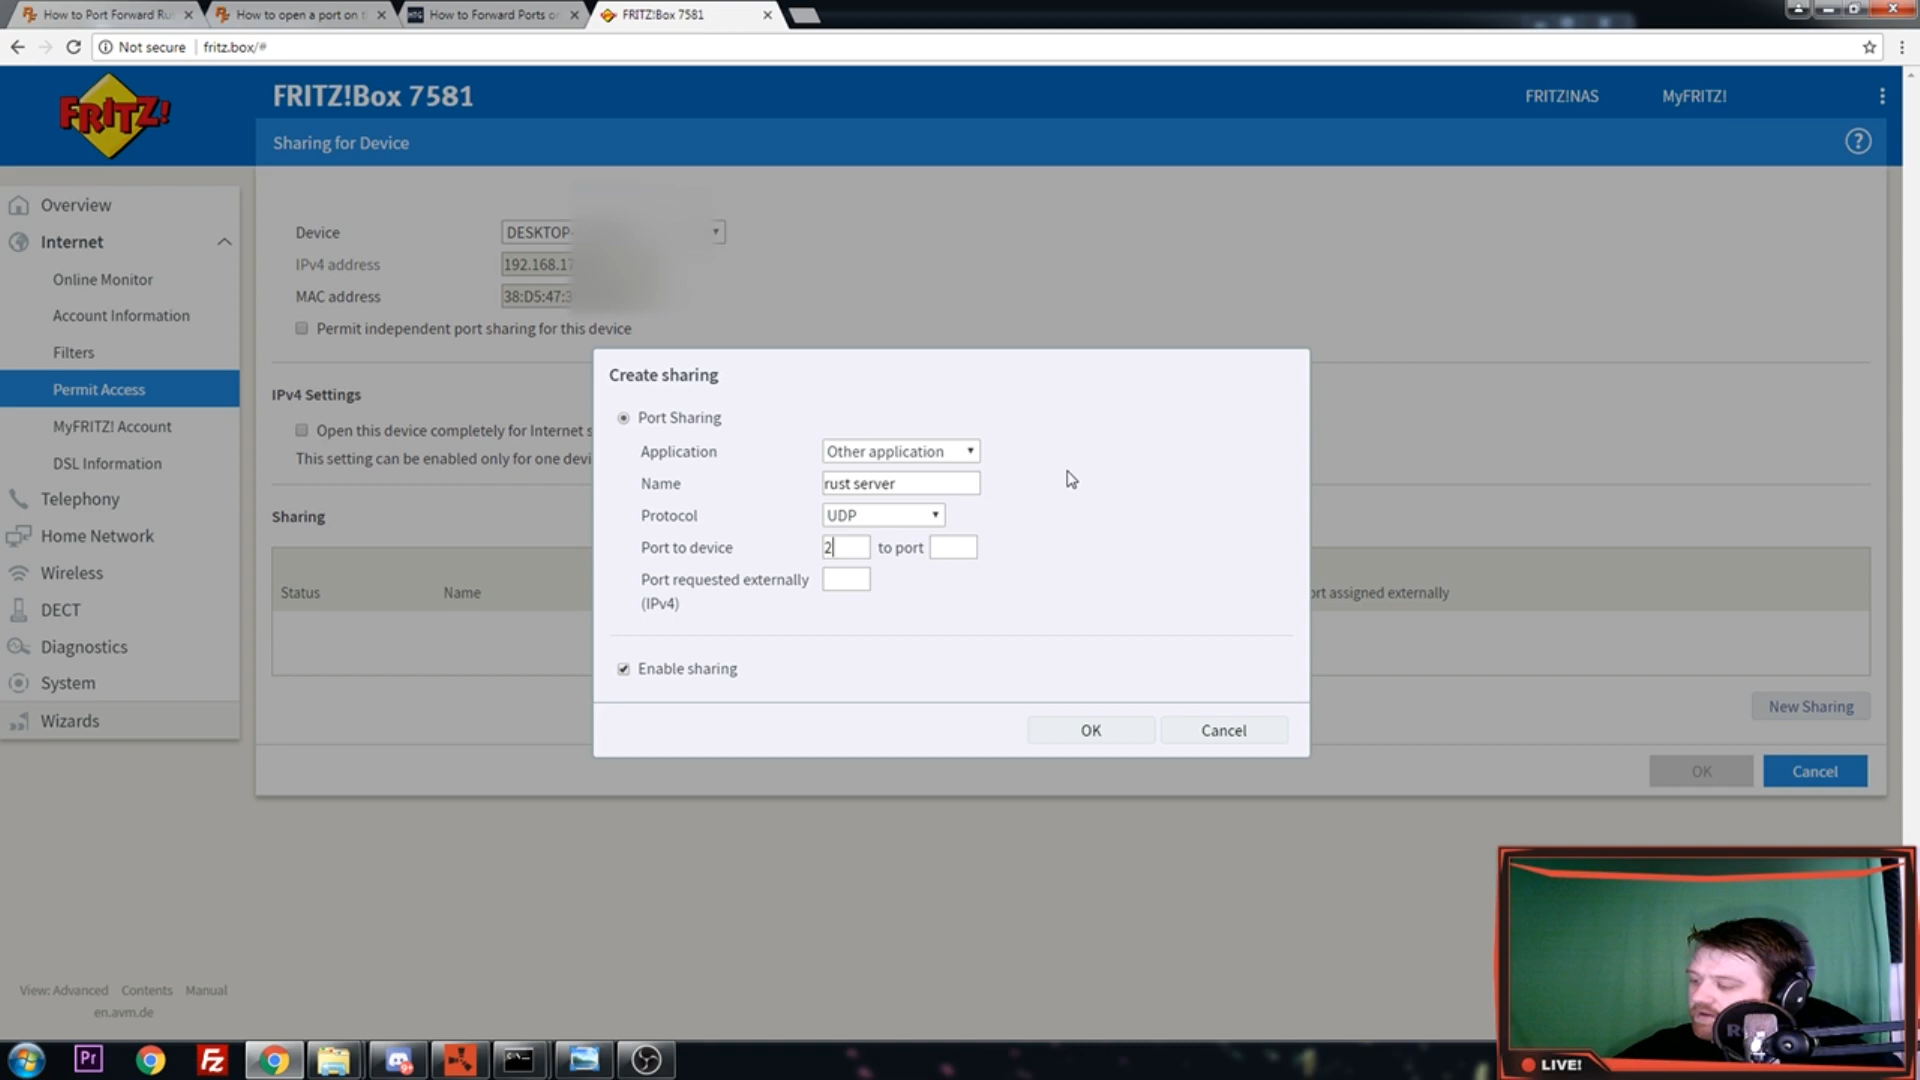 How to Port Forward Ru
How to open a port on t
How to Forward Ports o
FRITZ!Box 7581
Not secure
fritz.box/#
FRITZ!
FRITZ!Box 7581
FRITZ!NAS
MyFRITZ!
Sharing for Device
?
Overview
Internet
Online Monitor
Account Information
Filters
Permit Access
MyFRITZ! Account
DSL Information
Telephony
Home Network
Wireless
DECT
Diagnostics
System
Wizards
Device
DESKTOP-
IPv4 address
192.168.17
MAC address
38:D5:47:3
Permit independent port sharing for this device
IPv4 Settings
Open this device completely for Internet s
This setting can be enabled only for one devi
Sharing
Status
Name
ort assigned externally
New Sharing
OK
Cancel
Create sharing
Port Sharing
Application
Other application
Name
rust server
Protocol
UDP
Port to device
2
to port
Port requested externally
(IPv4)
Enable sharing
OK
Cancel
View: Advanced
Contents
Manual
en.avm.de
Pr
LIVE!